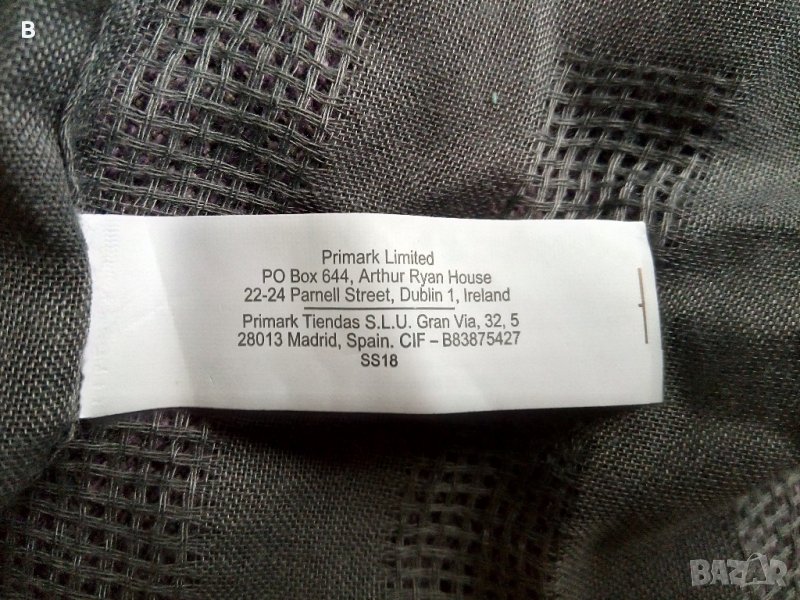 B
Primark Limited
PO Box 644, Arthur Ryan House
22-24 Parnell Street, Dublin 1, Ireland
Primark Tiendas S.L.U. Gran Via, 32, 5
28013 Madrid, Spain. CIF – B83875427
SS18
BAZAR